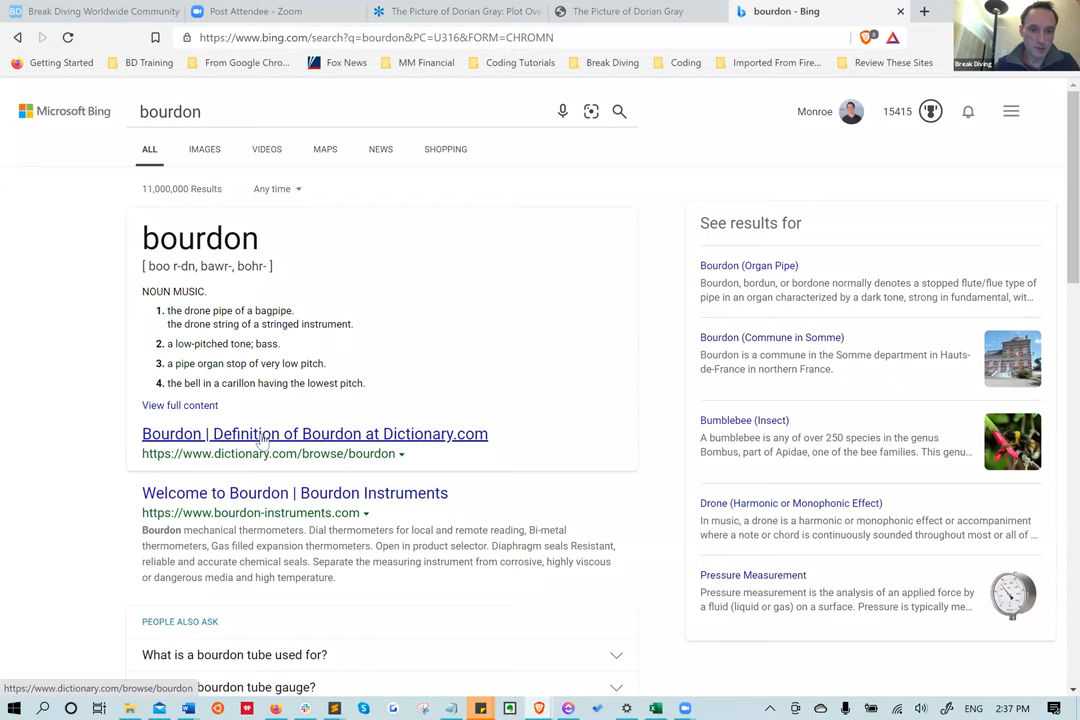 Break Diving Worldwide Community
Post Attendee - Zoom
The Picture of Dorian Gray: Plot Ove
The Picture of Dorian Gray
bourdon - Bing
https://www.bing.com/search?q=bourdon&PC=U316&FORM=CHROMN
Break Diving
Getting Started
BD Training
From Google Chro...
Fox News
MM Financial
Coding Tutorials
Break Diving
Coding
Imported From Fire...
Review These Sites
Microsoft Bing
bourdon
Monroe
15415
ALL
IMAGES
VIDEOS
MAPS
NEWS
SHOPPING
11,000,000 Results
Any time
bourdon
[ boo r-dn, bawr-, bohr- ]
NOUN MUSIC.
1. the drone pipe of a bagpipe.
the drone string of a stringed instrument.
2. a low-pitched tone; bass.
3. a pipe organ stop of very low pitch.
4. the bell in a carillon having the lowest pitch.
View full content
Bourdon | Definition of Bourdon at Dictionary.com
https://www.dictionary.com/browse/bourdon
Welcome to Bourdon | Bourdon Instruments
https://www.bourdon-instruments.com
Bourdon mechanical thermometers. Dial thermometers for local and remote reading, Bi-metal
thermometers, Gas filled expansion thermometers. Open in product selector. Diaphragm seals Resistant,
reliable and accurate chemical seals. Separate the measuring instrument from corrosive, highly viscous
or dangerous media and high temperature.
PEOPLE ALSO ASK
What is a bourdon tube used for?
bourdon tube gauge?
See results for
Bourdon (Organ Pipe)
Bourdon, bordun, or bordone normally denotes a stopped flute/flue type of
pipe in an organ characterized by a dark tone, strong in fundamental, wit...
Bourdon (Commune in Somme)
Bourdon is a commune in the Somme department in Hauts-
de-France in northern France.
Bumblebee (Insect)
A bumblebee is any of over 250 species in the genus
Bombus, part of Apidae, one of the bee families. This genu...
Drone (Harmonic or Monophonic Effect)
In music, a drone is a harmonic or monophonic effect or accompaniment
where a note or chord is continuously sounded throughout most or all of ...
Pressure Measurement
Pressure measurement is the analysis of an applied force by
a fluid (liquid or gas) on a surface. Pressure is typically me...
https://www.dictionary.com/browse/bourdon
ENG
2:37 PM